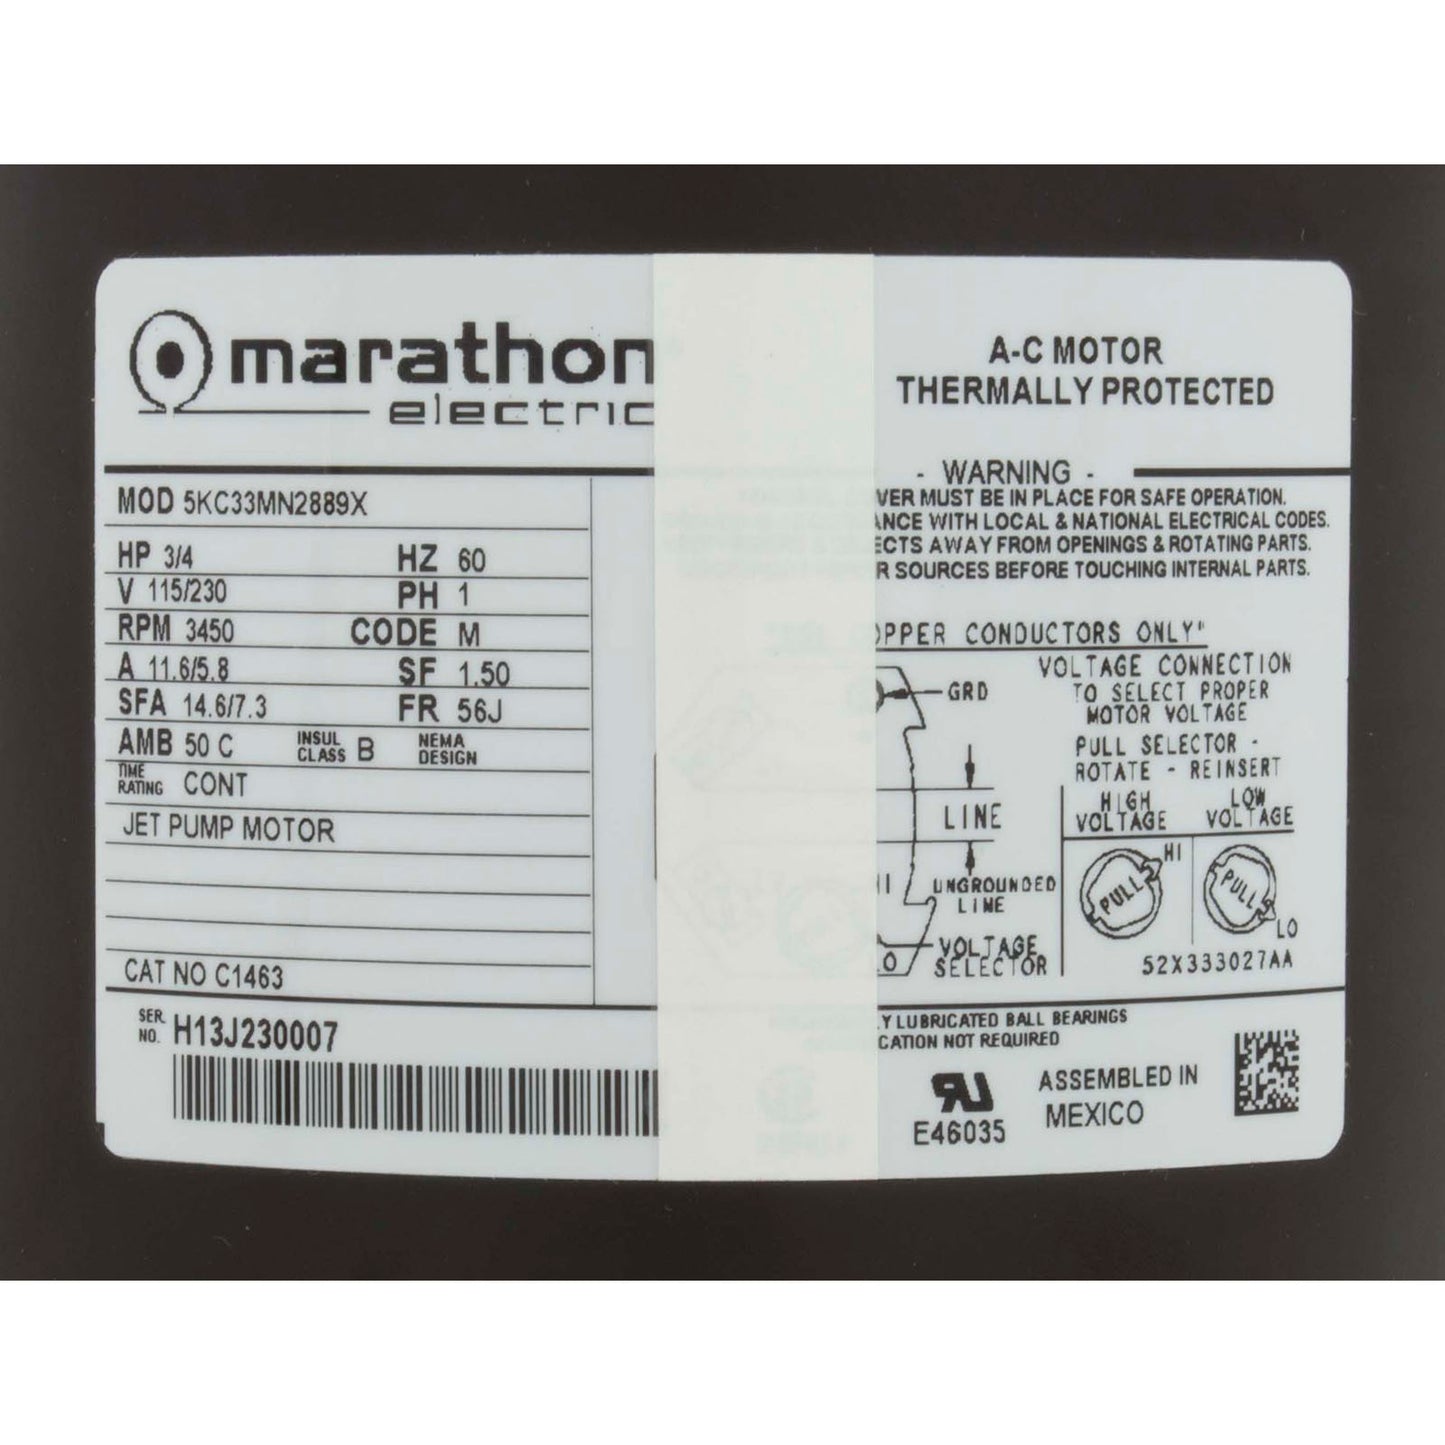 marathon
electric
A-C MOTOR
THERMALLY PROTECTED
MOD 5KC33MN2889X
HP 3/4 HZ 60
V 115/230 PH 1
RPM 3450 CODE M
A 11.6/5.8 SF 1.50
SFA 14.6/7.3 FR 56J
AMB 50 C INSUL CLASS B NEMA DESIGN
TIME RATING CONT
JET PUMP MOTOR
CAT NO C1463
SER. NO. H13J230007
- WARNING -
MUST BE IN PLACE FOR SAFE OPERATION.
WITH LOCAL & NATIONAL ELECTRICAL CODES.
AWAY FROM OPENINGS & ROTATING PARTS.
SOURCES BEFORE TOUCHING INTERNAL PARTS.
CONDUCTORS ONLY"
VOLTAGE CONNECTION
TO SELECT PROPER
MOTOR VOLTAGE
PULL SELECTOR -
ROTATE - REINSERT
GRD
LINE
UNGROUNDED
LINE
VOLTAGE
SELECTOR
HIGH VOLTAGE
LOW VOLTAGE
PULL HI
PULL LO
52X333027AA
LUBRICATED BALL BEARINGS
NOT REQUIRED
E46035
ASSEMBLED IN
MEXICO